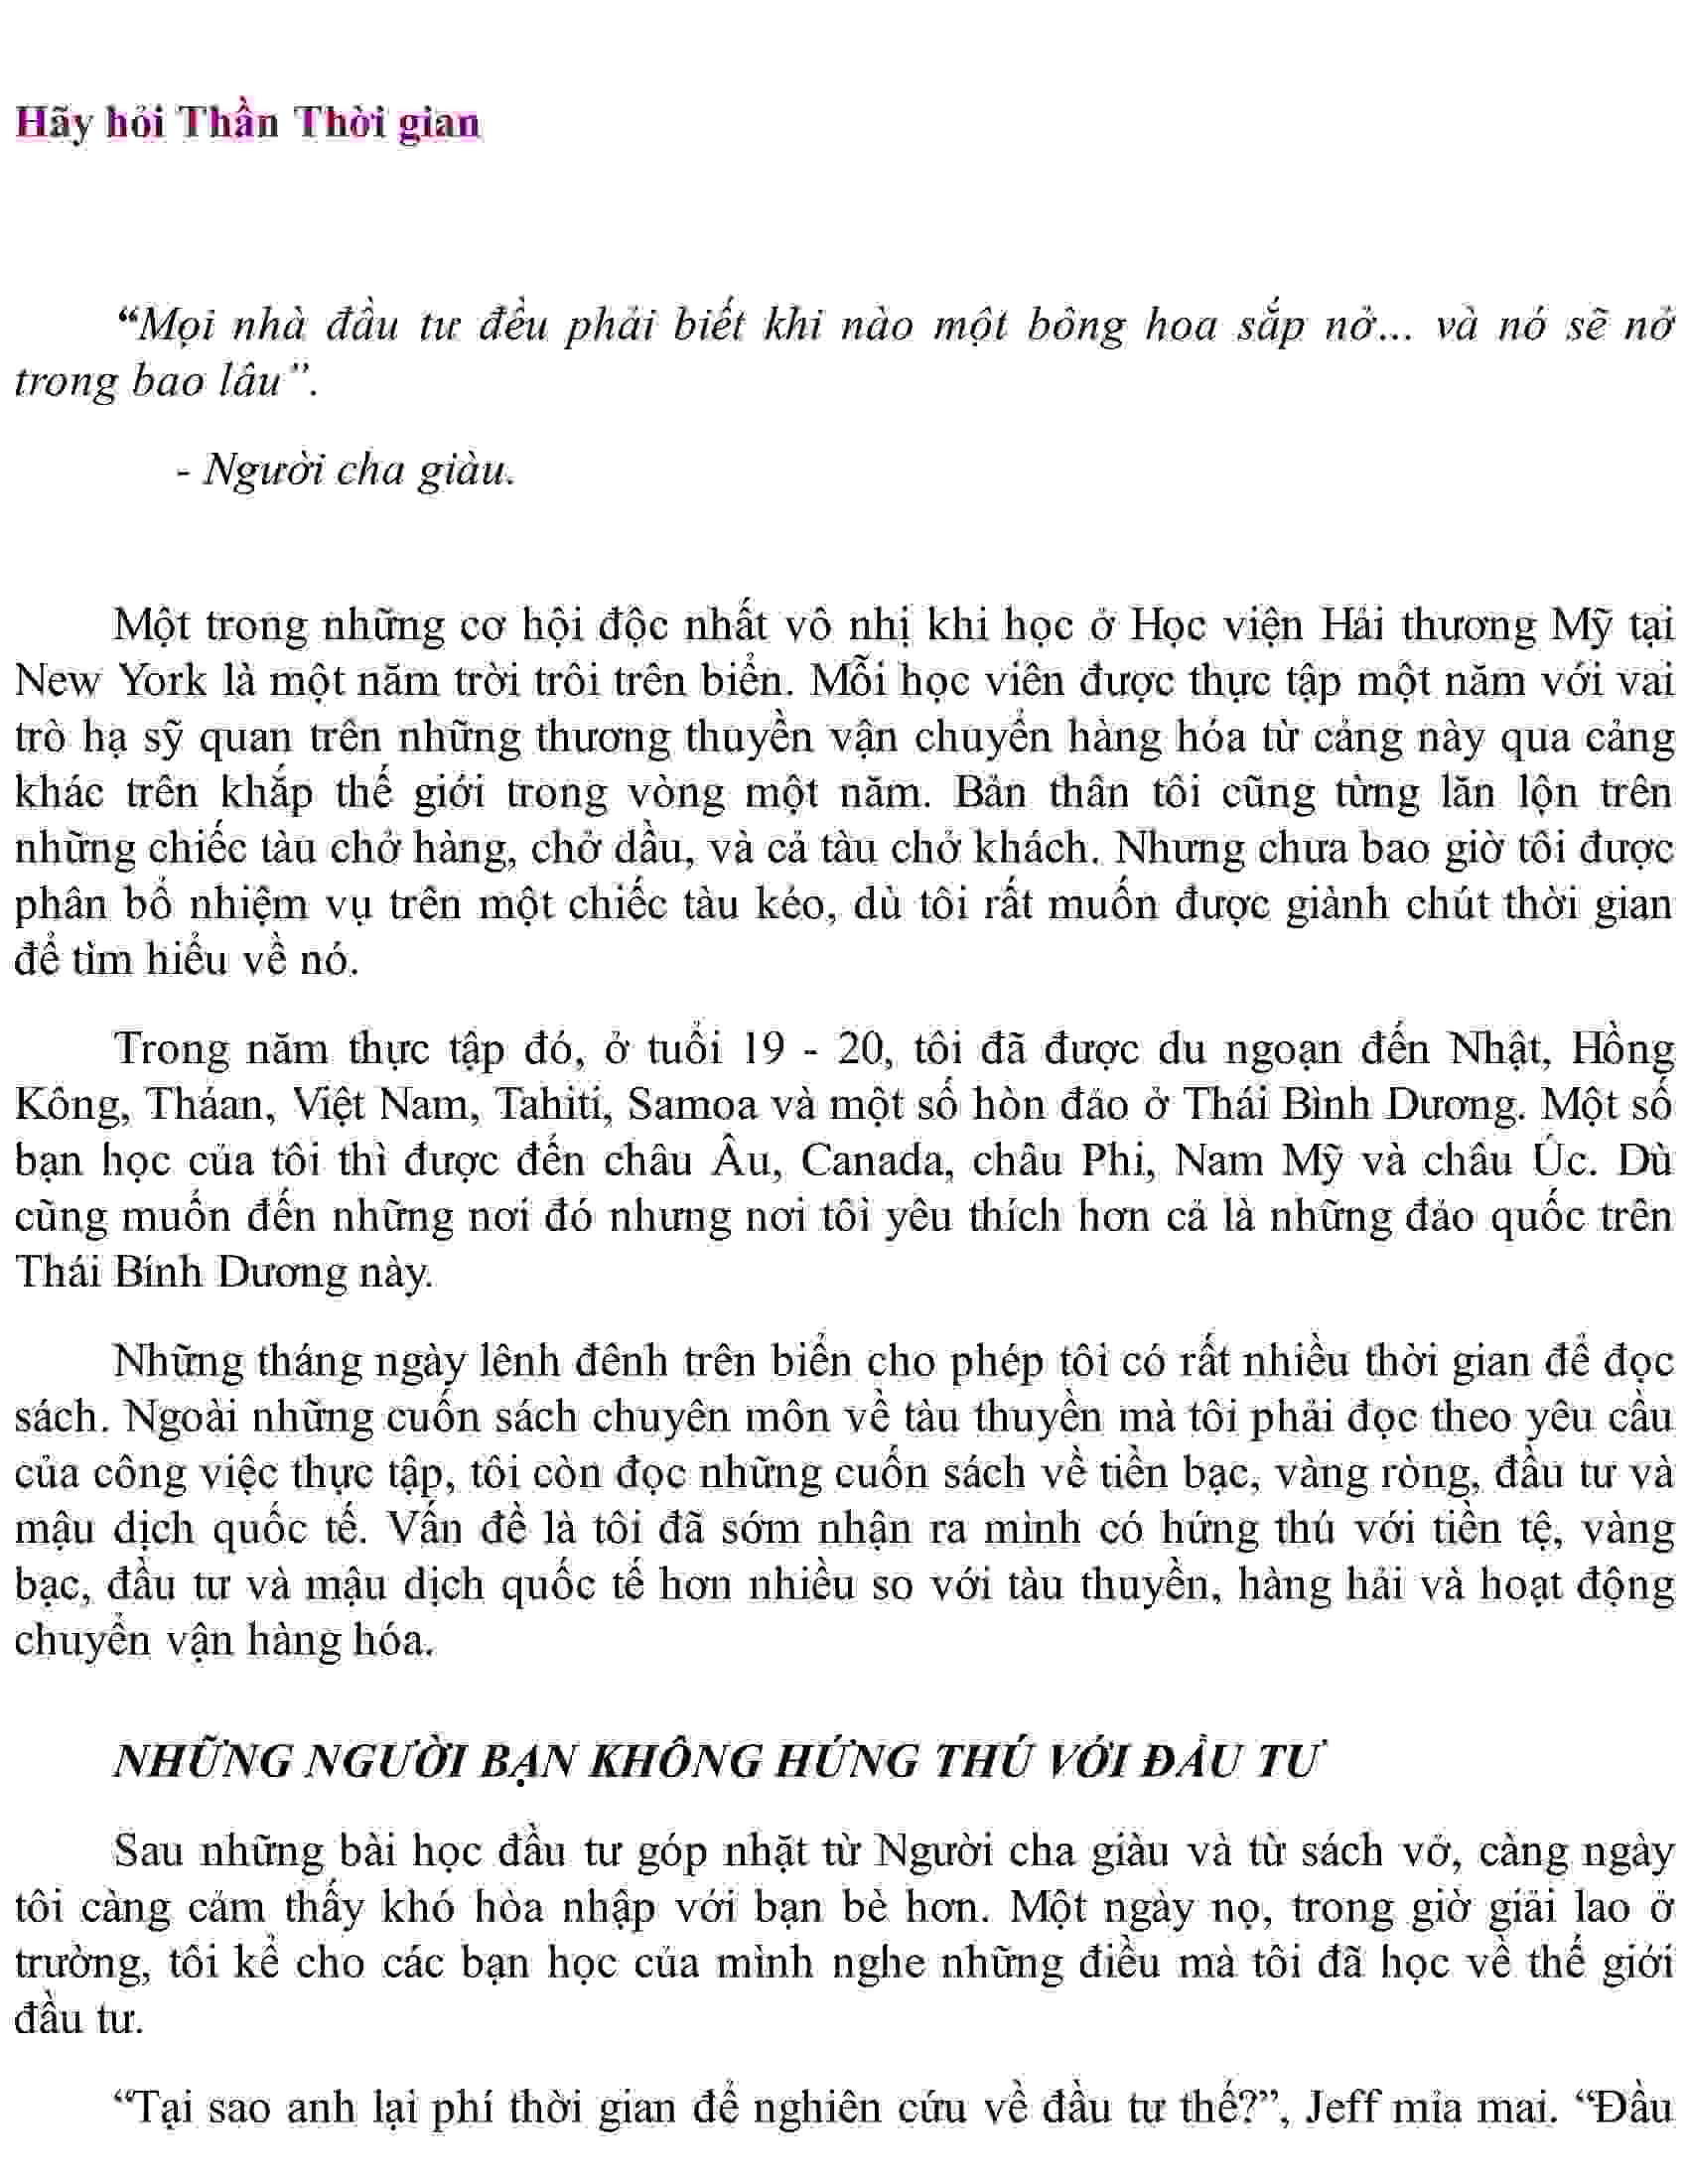 Hãy hỏi Thần Thời gian
“Mọi nhà đầu tư đều phải biết khi nào một bông hoa sắp nở... và nó sẽ nở
trong bao lâu”.
- Người cha giàu.
Một trong những cơ hội độc nhất vô nhị khi học ở Học viện Hải thương Mỹ tại
New York là một năm trời trôi trên biển. Mỗi học viên được thực tập một năm với vai
trò hạ sỹ quan trên những thương thuyền vận chuyển hàng hóa từ cảng này qua cảng
khác trên khắp thế giới trong vòng một năm. Bản thân tôi cũng từng lăn lộn trên
những chiếc tàu chở hàng, chở dầu, và cả tàu chở khách. Nhưng chưa bao giờ tôi được
phân bổ nhiệm vụ trên một chiếc tàu kéo, dù tôi rất muốn được giành chút thời gian
để tìm hiểu về nó.
Trong năm thực tập đó, ở tuổi 19 - 20, tôi đã được du ngoạn đến Nhật, Hồng
Kông, Tháan, Việt Nam, Tahiti, Samoa và một số hòn đảo ở Thái Bình Dương. Một số
bạn học của tôi thì được đến châu Âu, Canada, châu Phi, Nam Mỹ và châu Úc. Dù
cũng muốn đến những nơi đó nhưng nơi tôi yêu thích hơn cả là những đảo quốc trên
Thái Bính Dương này.
Những tháng ngày lênh đênh trên biển cho phép tôi có rất nhiều thời gian để đọc
sách. Ngoài những cuốn sách chuyên môn về tàu thuyền mà tôi phải đọc theo yêu cầu
của công việc thực tập, tôi còn đọc những cuốn sách về tiền bạc, vàng ròng, đầu tư và
mậu dịch quốc tế. Vấn đề là tôi đã sớm nhận ra mình có hứng thú với tiền tệ, vàng
bạc, đầu tư và mậu dịch quốc tế hơn nhiều so với tàu thuyền, hàng hải và hoạt động
chuyển vận hàng hóa.
NHỮNG NGƯỜI BẠN KHÔNG HỨNG THÚ VỚI ĐẦU TƯ
Sau những bài học đầu tư góp nhặt từ Người cha giàu và từ sách vở, càng ngày
tôi càng cảm thấy khó hòa nhập với bạn bè hơn. Một ngày nọ, trong giờ giải lao ở
trường, tôi kể cho các bạn học của mình nghe những điều mà tôi đã học về thế giới
đầu tư.
“Tại sao anh lại phí thời gian để nghiên cứu về đầu tư thế?”, Jeff mỉa mai. “Đầu